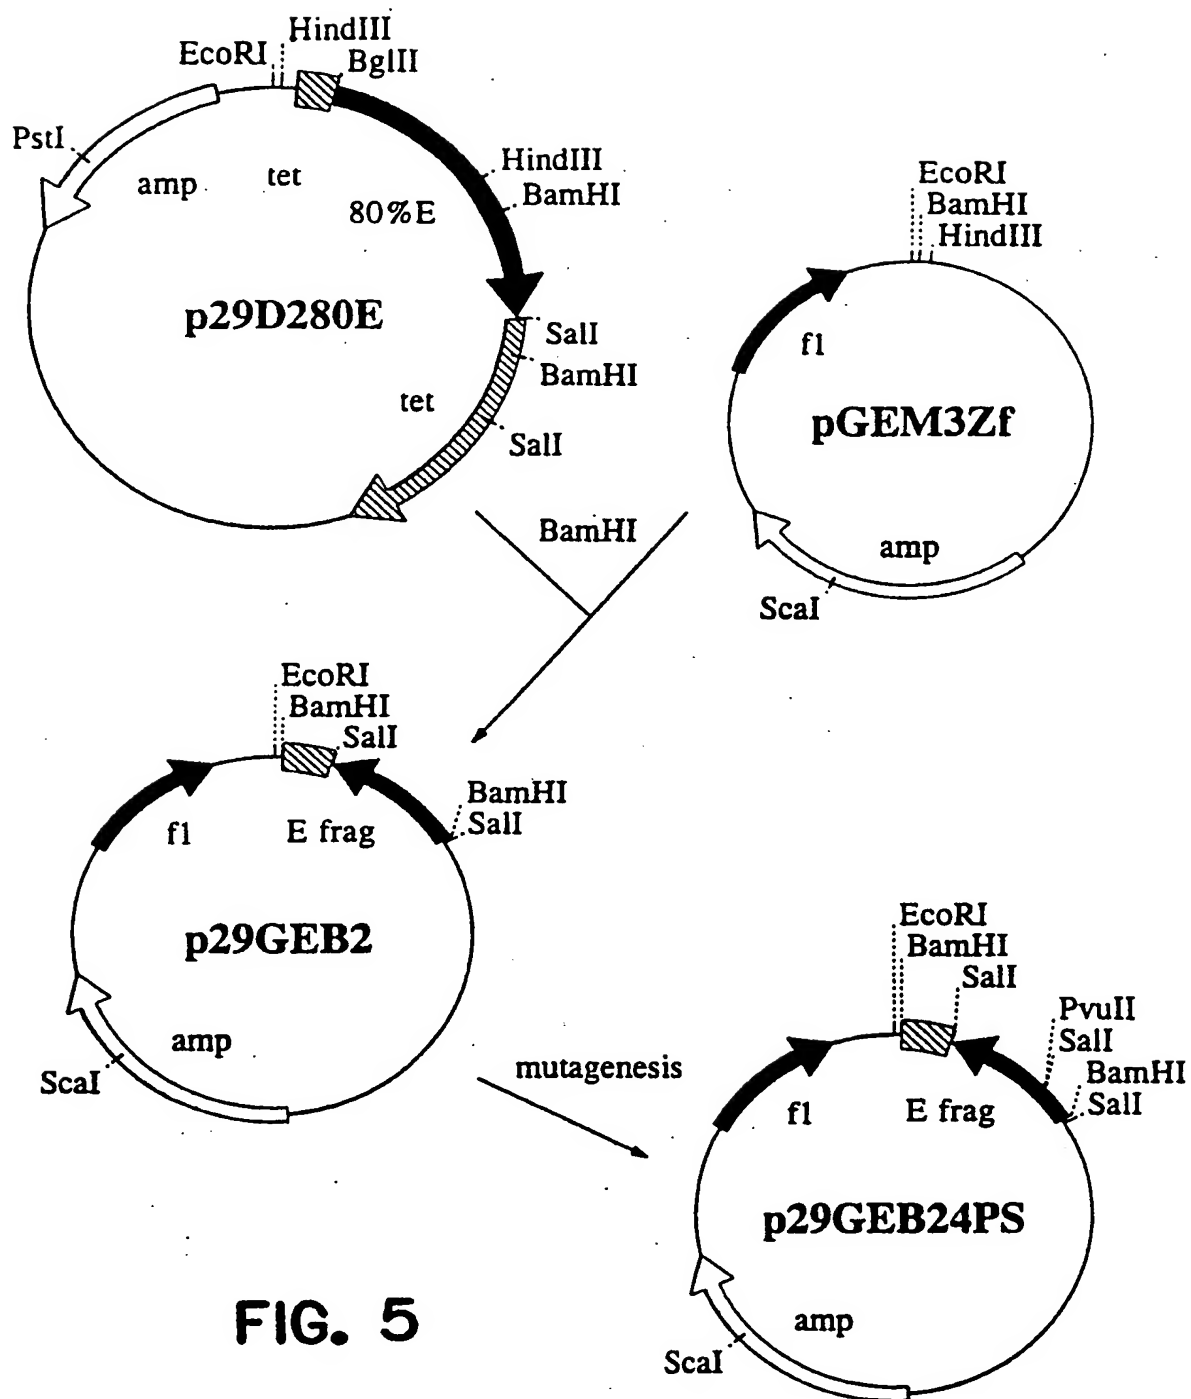 HindIII
EcoRI
BglII
PstI
HindIII
amp
tet
BamHI
80%E
p29D280E
SalI
BamHI
tet
SalI
EcoRI
BamHI
HindIII
f1
pGEM3Zf
amp
ScaI
BamHI
EcoRI
BamHI
SalI
BamHI
SalI
f1
E frag
p29GEB2
amp
ScaI
mutagenesis
EcoRI
BamHI
SalI
PvuII
SalI
BamHI
SalI
f1
E frag
p29GEB24PS
amp
ScaI
FIG. 5